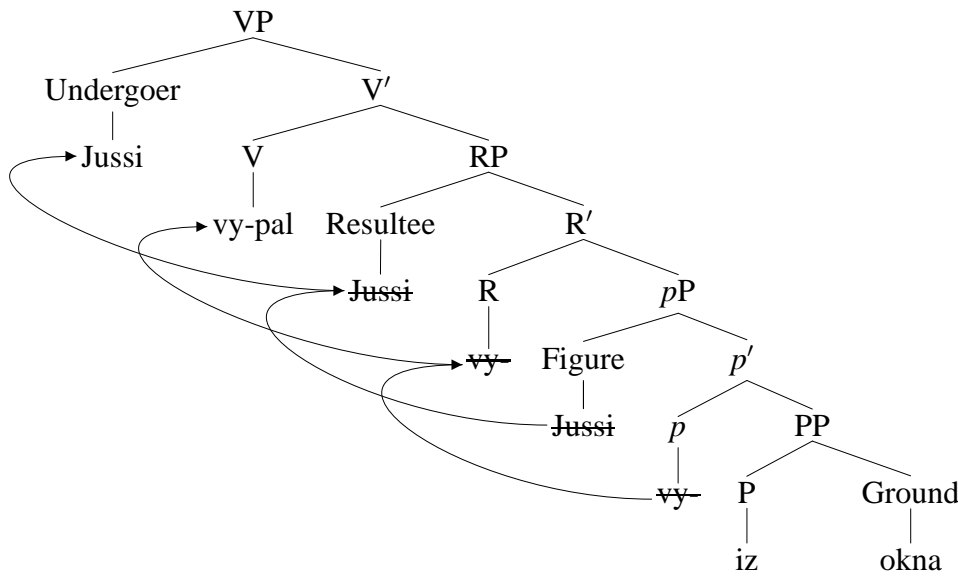 VP
Undergoer V′
Jussi V RP
vy-pal Resultee R′
Jussi R pP
vy- Figure p′
Jussi p PP
vy- P Ground
iz okna